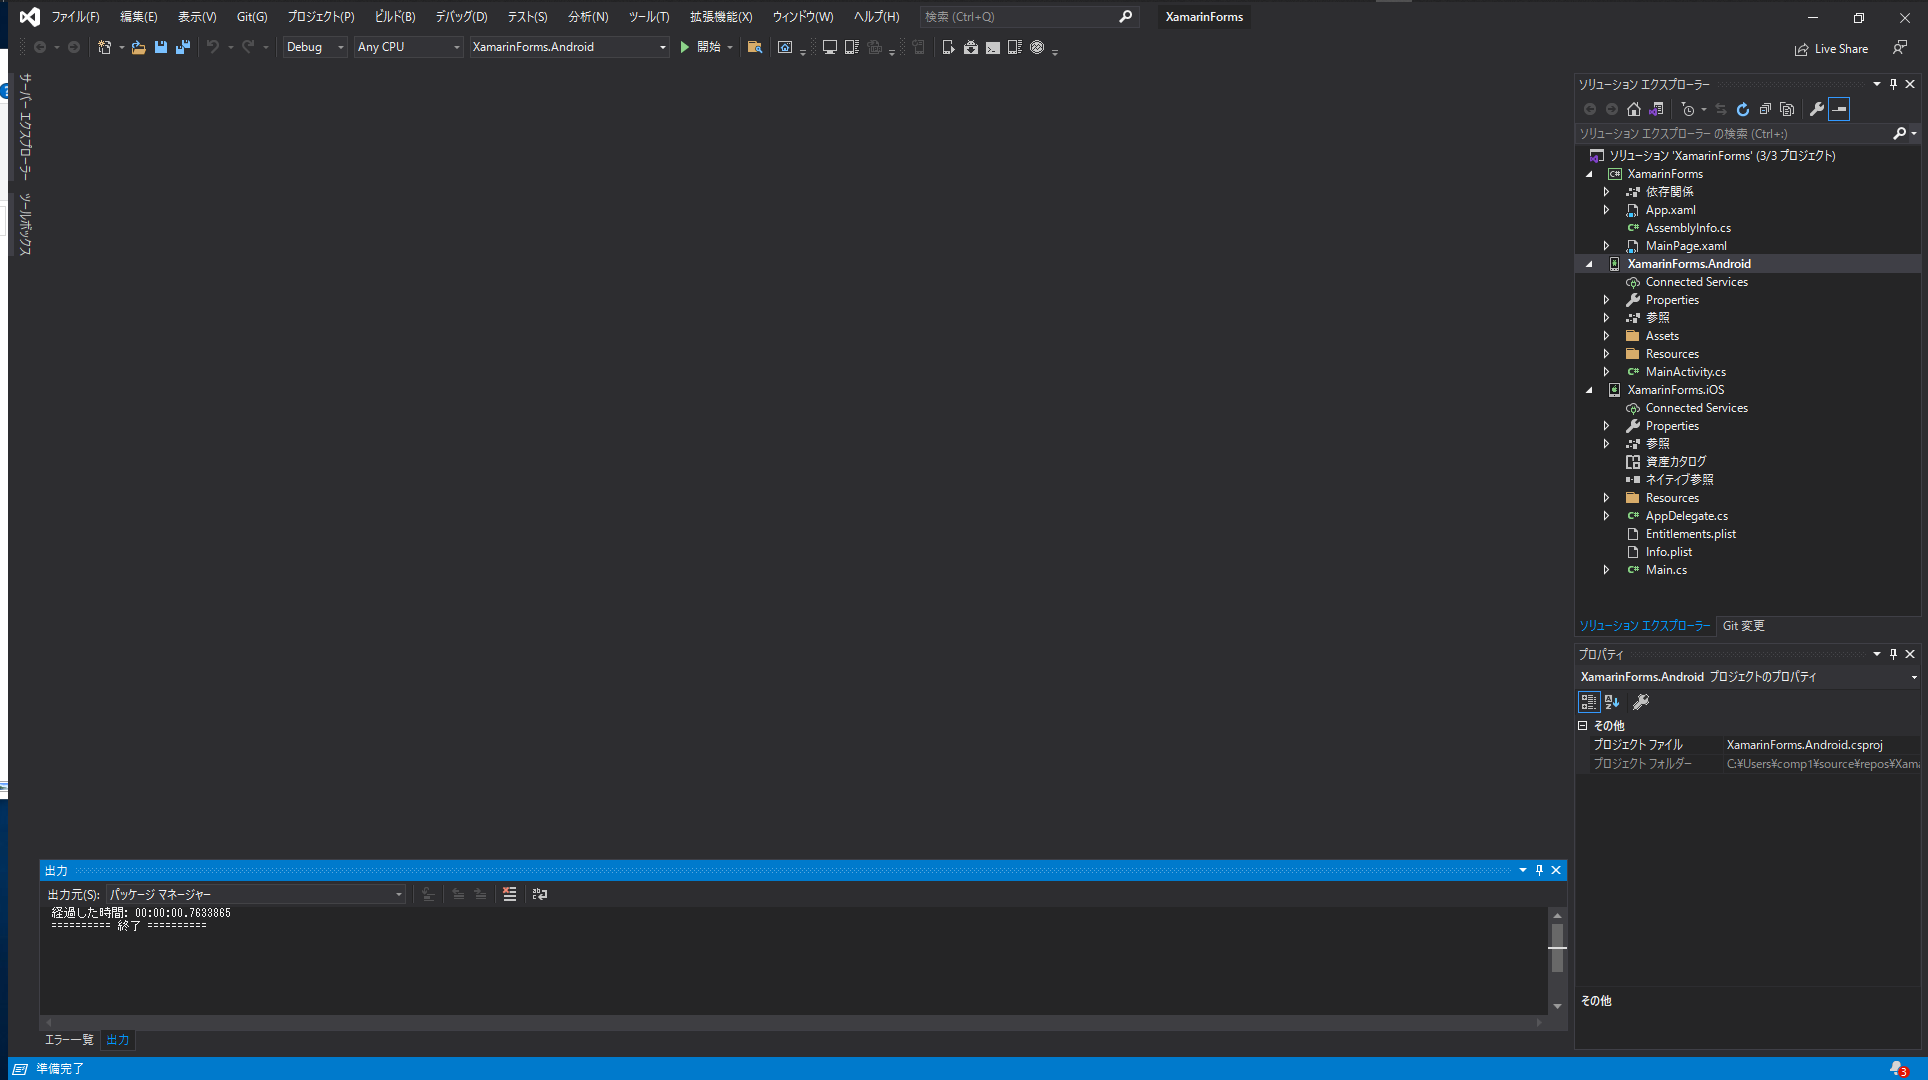 ファイル(F) 編集(E) 表示(V) Git(G) プロジェクト(P) ビルド(B) デバッグ(D) テスト(S) 分析(N) ツール(T) 拡張機能(X) ウィンドウ(W) ヘルプ(H) 検索 (Ctrl+Q) XamarinForms
Debug Any CPU XamarinForms.Android 開始 Live Share
サーバー エクスプローラー
ツールボックス
ソリューション エクスプローラー
ソリューション エクスプローラー の検索 (Ctrl+:)
ソリューション 'XamarinForms' (3/3 プロジェクト)
XamarinForms
依存関係
App.xaml
AssemblyInfo.cs
MainPage.xaml
XamarinForms.Android
Connected Services
Properties
参照
Assets
Resources
MainActivity.cs
XamarinForms.iOS
Connected Services
Properties
参照
資産カタログ
ネイティブ参照
Resources
AppDelegate.cs
Entitlements.plist
Info.plist
Main.cs
ソリューション エクスプローラー Git 変更
プロパティ
XamarinForms.Android プロジェクトのプロパティ
その他
プロジェクト ファイル XamarinForms.Android.csproj
プロジェクト フォルダー C:¥Users¥comp1¥source¥repos¥Xama
その他
出力
出力元(S): パッケージ マネージャー
経過した時間: 00:00:00.7633865
========== 終了 ==========
エラー一覧 出力
準備完了 3